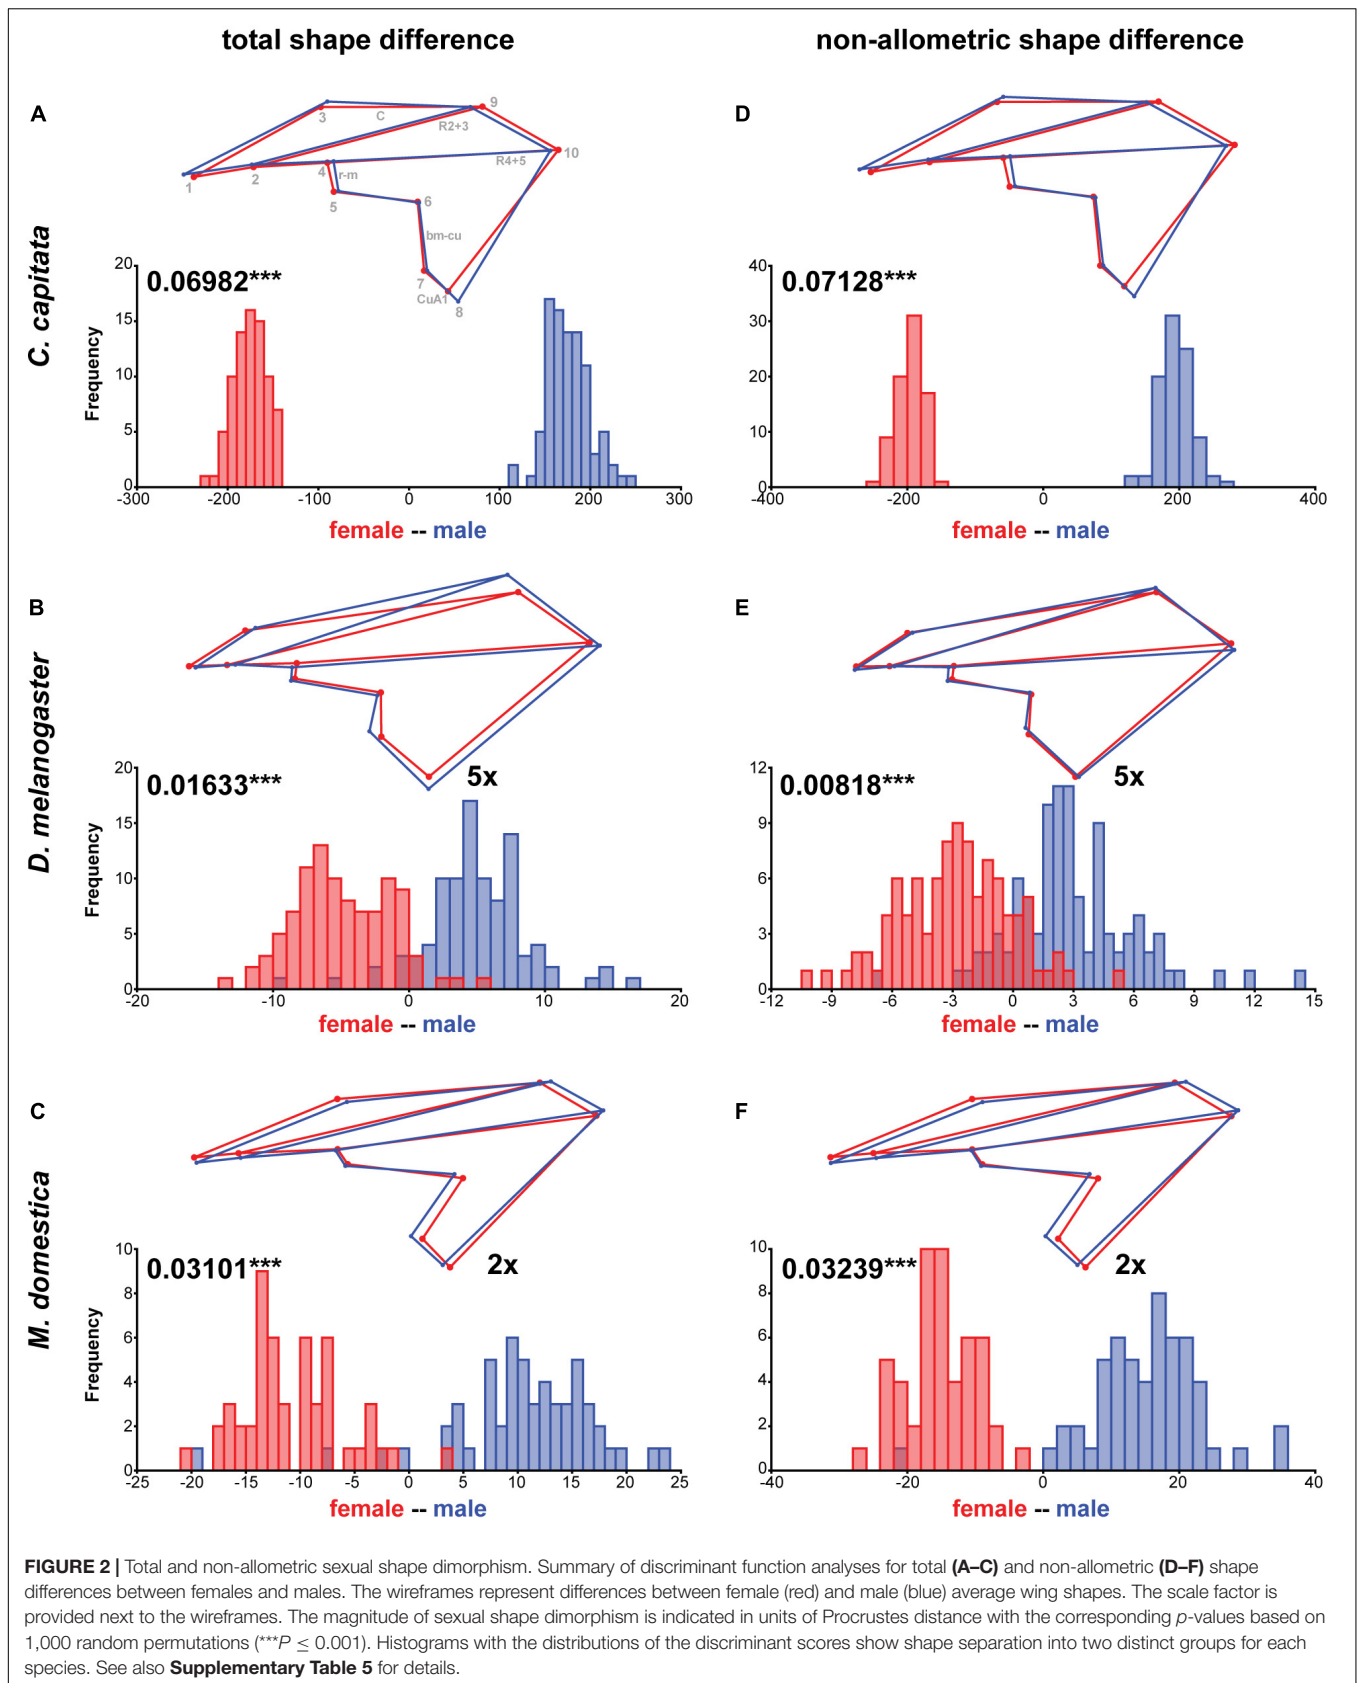 total shape difference
non-allometric shape difference
A
3
C
9
R2+3
10
R4+5
1
2
4
r-m
5
6
bm-cu
7
CuA1
8
C. capitata
0.06982***
Frequency
20
15
10
5
0
-300 -200 -100 0 100 200 300
female -- male
D
0.07128***
40
30
20
10
0
-400 -200 0 200 400
female -- male
B
D. melanogaster
5x
0.01633***
Frequency
20
15
10
5
0
-20 -10 0 10 20
female -- male
E
5x
0.00818***
12
9
6
3
0
-12 -9 -6 -3 0 3 6 9 12 15
female -- male
C
M. domestica
2x
0.03101***
Frequency
10
8
6
4
2
0
-25 -20 -15 -10 -5 0 5 10 15 20 25
female -- male
F
2x
0.03239***
10
8
6
4
2
0
-40 -20 0 20 40
female -- male
FIGURE 2 | Total and non-allometric sexual shape dimorphism. Summary of discriminant function analyses for total (A–C) and non-allometric (D–F) shape
differences between females and males. The wireframes represent differences between female (red) and male (blue) average wing shapes. The scale factor is
provided next to the wireframes. The magnitude of sexual shape dimorphism is indicated in units of Procrustes distance with the corresponding p-values based on
1,000 random permutations (***P ≤ 0.001). Histograms with the distributions of the discriminant scores show shape separation into two distinct groups for each
species. See also Supplementary Table 5 for details.